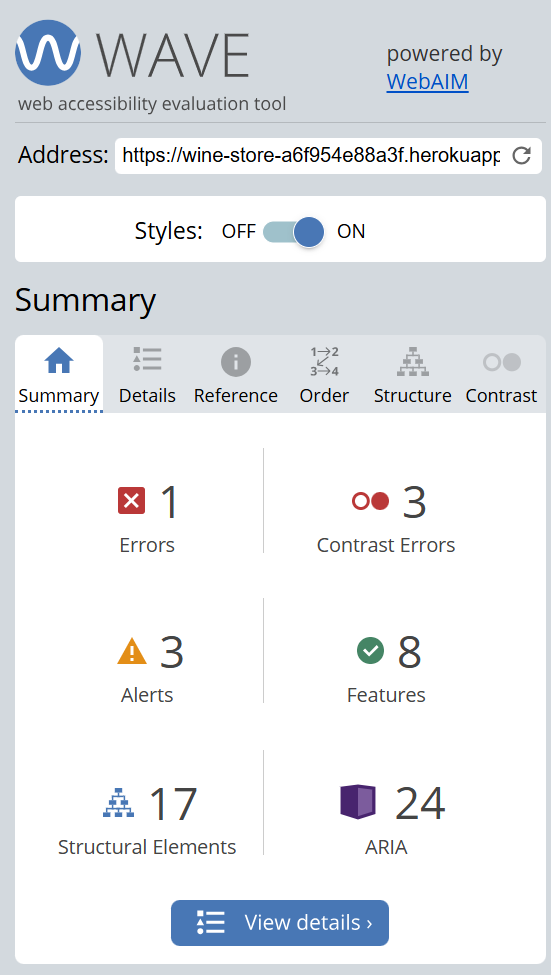 WAVE
powered by
WebAIM
web accessibility evaluation tool
Address: https://wine-store-a6f954e88a3f.herokuapp
Styles: OFF ON
Summary
1→2
3→4
Summary Details Reference Order Structure Contrast
1 3
Errors Contrast Errors
3 8
Alerts Features
17 24
Structural Elements ARIA
View details ›